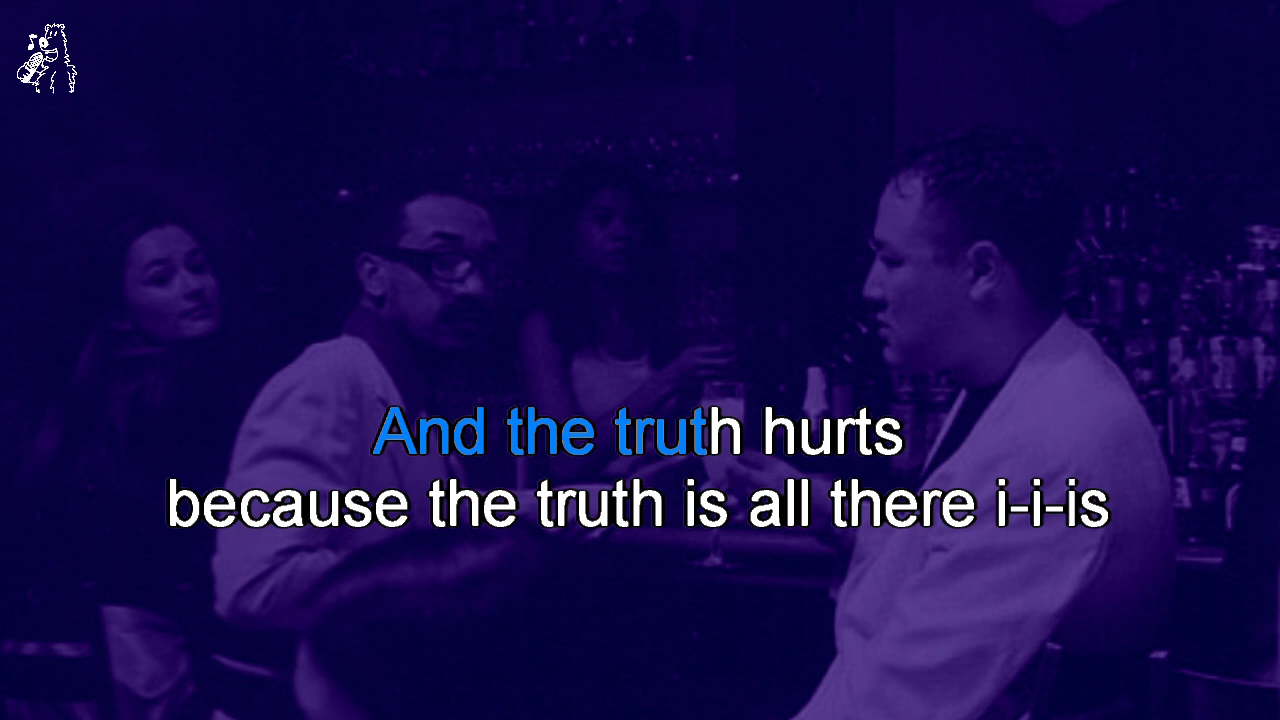 And the truth hurts
because the truth is all there i-i-is